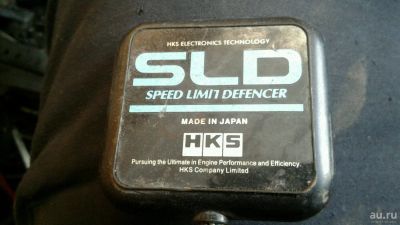 HKS ELECTRONICS TECHNOLOGY
SLD
SPEED LIMIT DEFENCER
MADE IN JAPAN
HKS
Pursuing the Ultimate in Engine Performance and Efficiency.
HKS Company Limited
au.ru